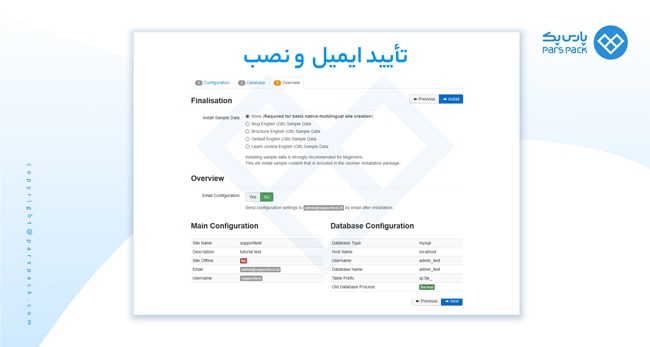 پارس پک
PARS PACK
تأیید ایمیل و نصب
1 Configuration
2 Database
3 Overview
Finalisation
Previous
Install
Install Sample Data
None (Required for basic native multilingual site creation)
Blog English (GB) Sample Data
Brochure English (GB) Sample Data
Default English (GB) Sample Data
Learn Joomla English (GB) Sample Data
Installing sample data is strongly recommended for beginners.
This will install sample content that is included in the Joomla! installation package.
Overview
Email Configuration
Yes
No
Send configuration settings to by email after installation.
Main Configuration
Site Name supporttest
Description tutorial test
Site Offline No
Email
Username supporttest
Database Configuration
Database Type mysqli
Host Name localhost
Username admin_test
Database Name admin_test
Table Prefix
Old Database Process Backup
Previous
Next
copyright@parspack.com